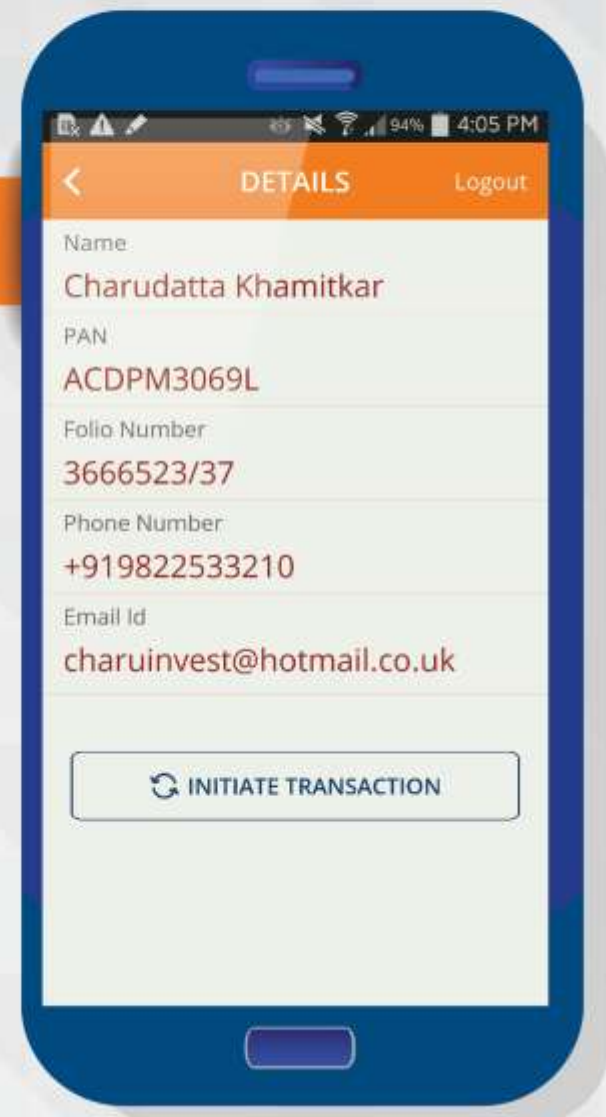 94% 4:05 PM
DETAILS Logout
Name
Charudatta Khamitkar
PAN
ACDPM3069L
Folio Number
3666523/37
Phone Number
+919822533210
Email Id
charuinvest@hotmail.co.uk
INITIATE TRANSACTION